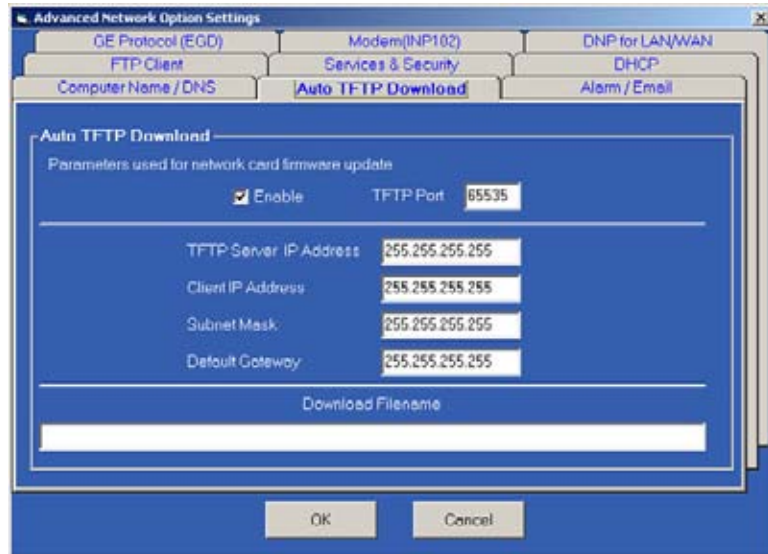 Advanced Network Option Settings
GE Protocol (EGD) Modem(INP102) DNP for LAN/WAN
FTP Client Services & Security DHCP
Computer Name / DNS Auto TFTP Download Alarm / Email
Auto TFTP Download
Parameters used for network card firmware update
Enable TFTP Port 65535
TFTP Server IP Address 255.255.255.255
Client IP Address 255.255.255.255
Subnet Mask 255.255.255.255
Default Gateway 255.255.255.255
Download Filename
OK Cancel